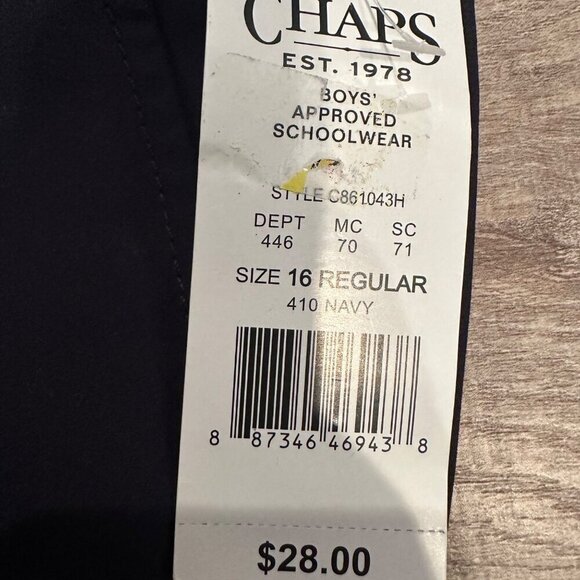 CHAPS
EST. 1978
BOYS'
APPROVED
SCHOOLWEAR
STYLE C861043H
DEPT MC SC
446 70 71
SIZE 16 REGULAR
410 NAVY
8 87346 46943 8
$28.00